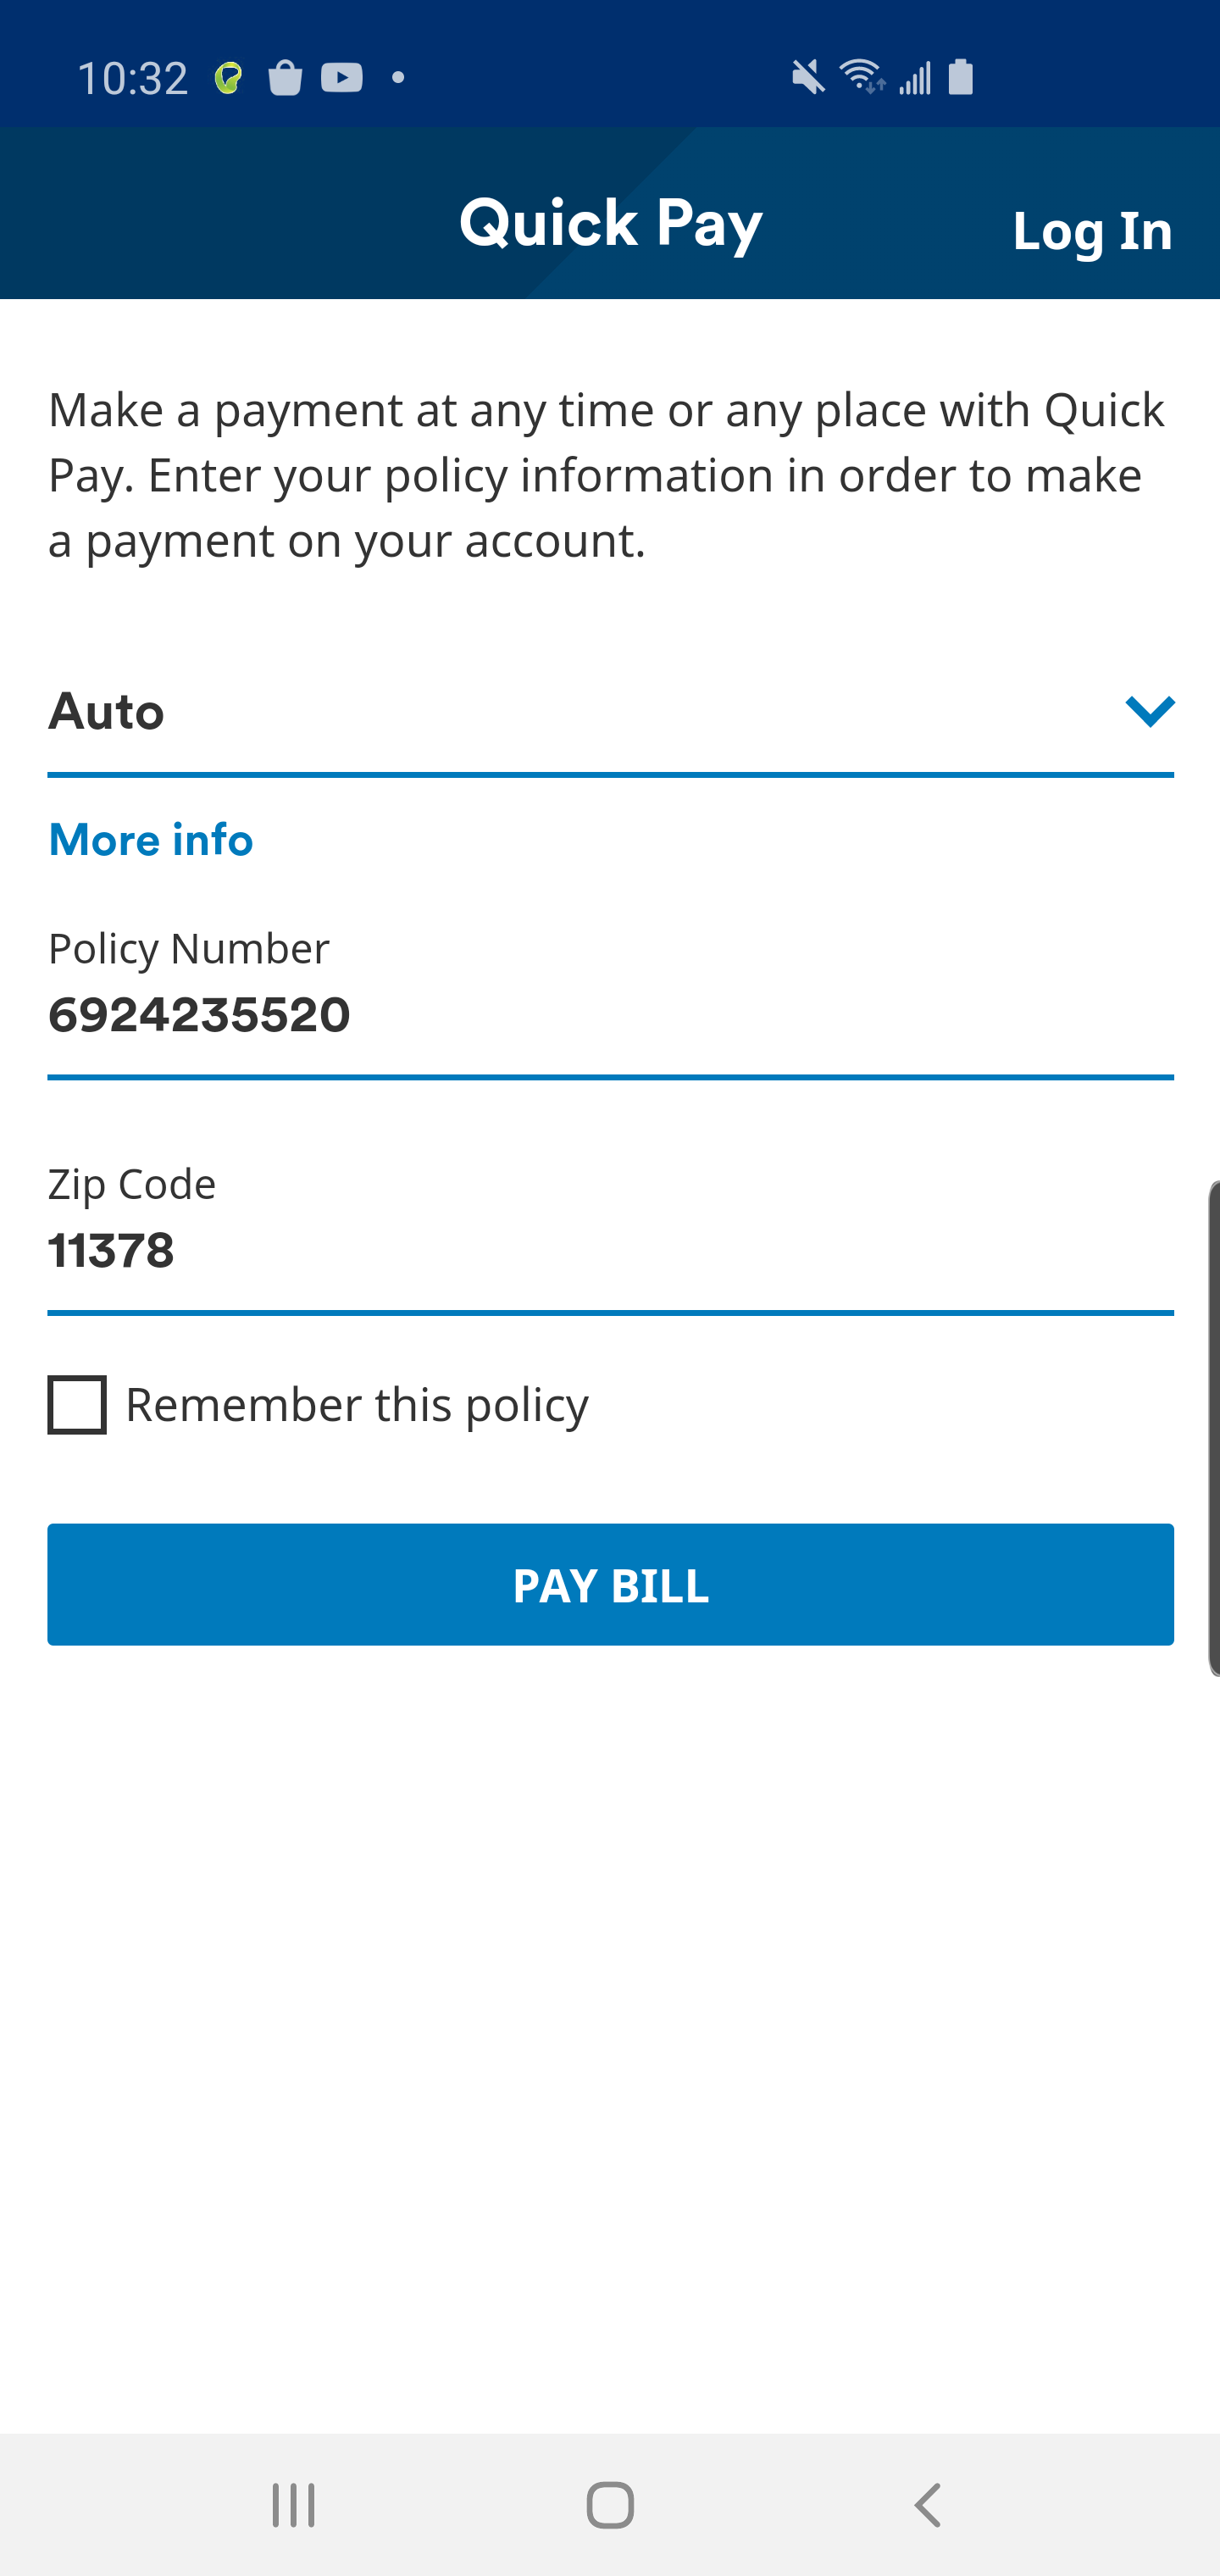 10:32
Quick Pay
Log In
Make a payment at any time or any place with Quick
Pay. Enter your policy information in order to make
a payment on your account.
Auto
More info
Policy Number
6924235520
Zip Code
11378
Remember this policy
PAY BILL